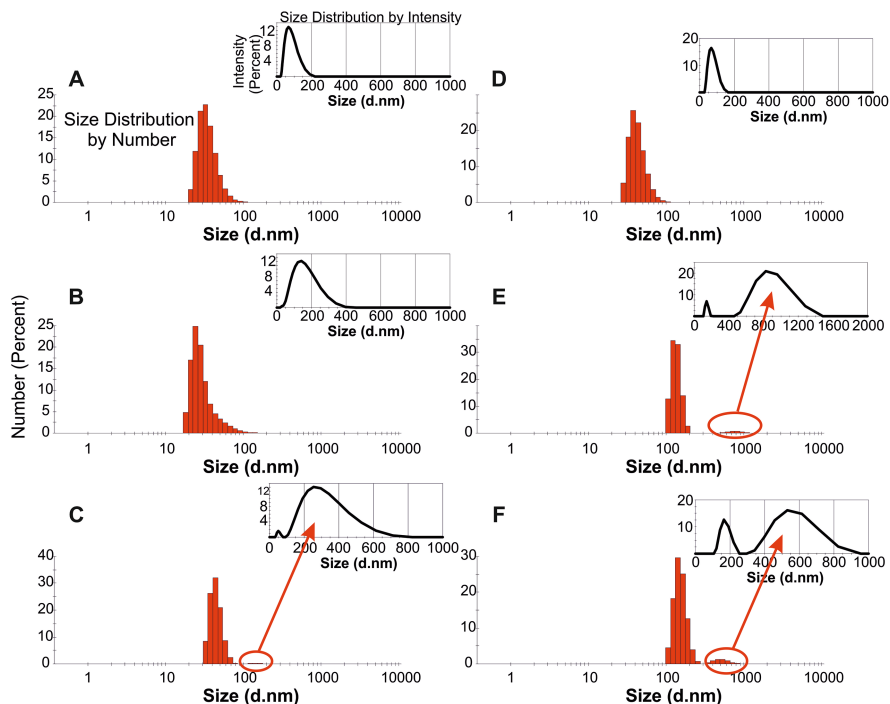 Size Distribution by Intensity
Intensity
(Percent)
12
8
4
0 200 400 600 800 1000
Size (d.nm)
A
25
20
15
10
5
0
Size Distribution
by Number
1 10 100 1000 10000
Size (d.nm)
D
20
10
0 200 400 600 800 1000
Size (d.nm)
20
10
0
1 10 100 1000 10000
Size (d.nm)
B
12
8
4
0 200 400 600 800 1000
Size (d.nm)
Number (Percent)
25
20
15
10
5
0
1 10 100 1000 10000
Size (d.nm)
E
20
10
0 400 800 1200 1600 2000
30
20
10
0
1 10 100 1000 10000
Size (d.nm)
C
12
8
4
0 200 400 600 800 1000
Size (d.nm)
40
30
20
10
0
1 10 100 1000 10000
Size (d.nm)
F
20
10
0 200 400 600 800 1000
Size (d.nm)
30
20
10
0
1 10 100 1000 10000
Size (d.nm)